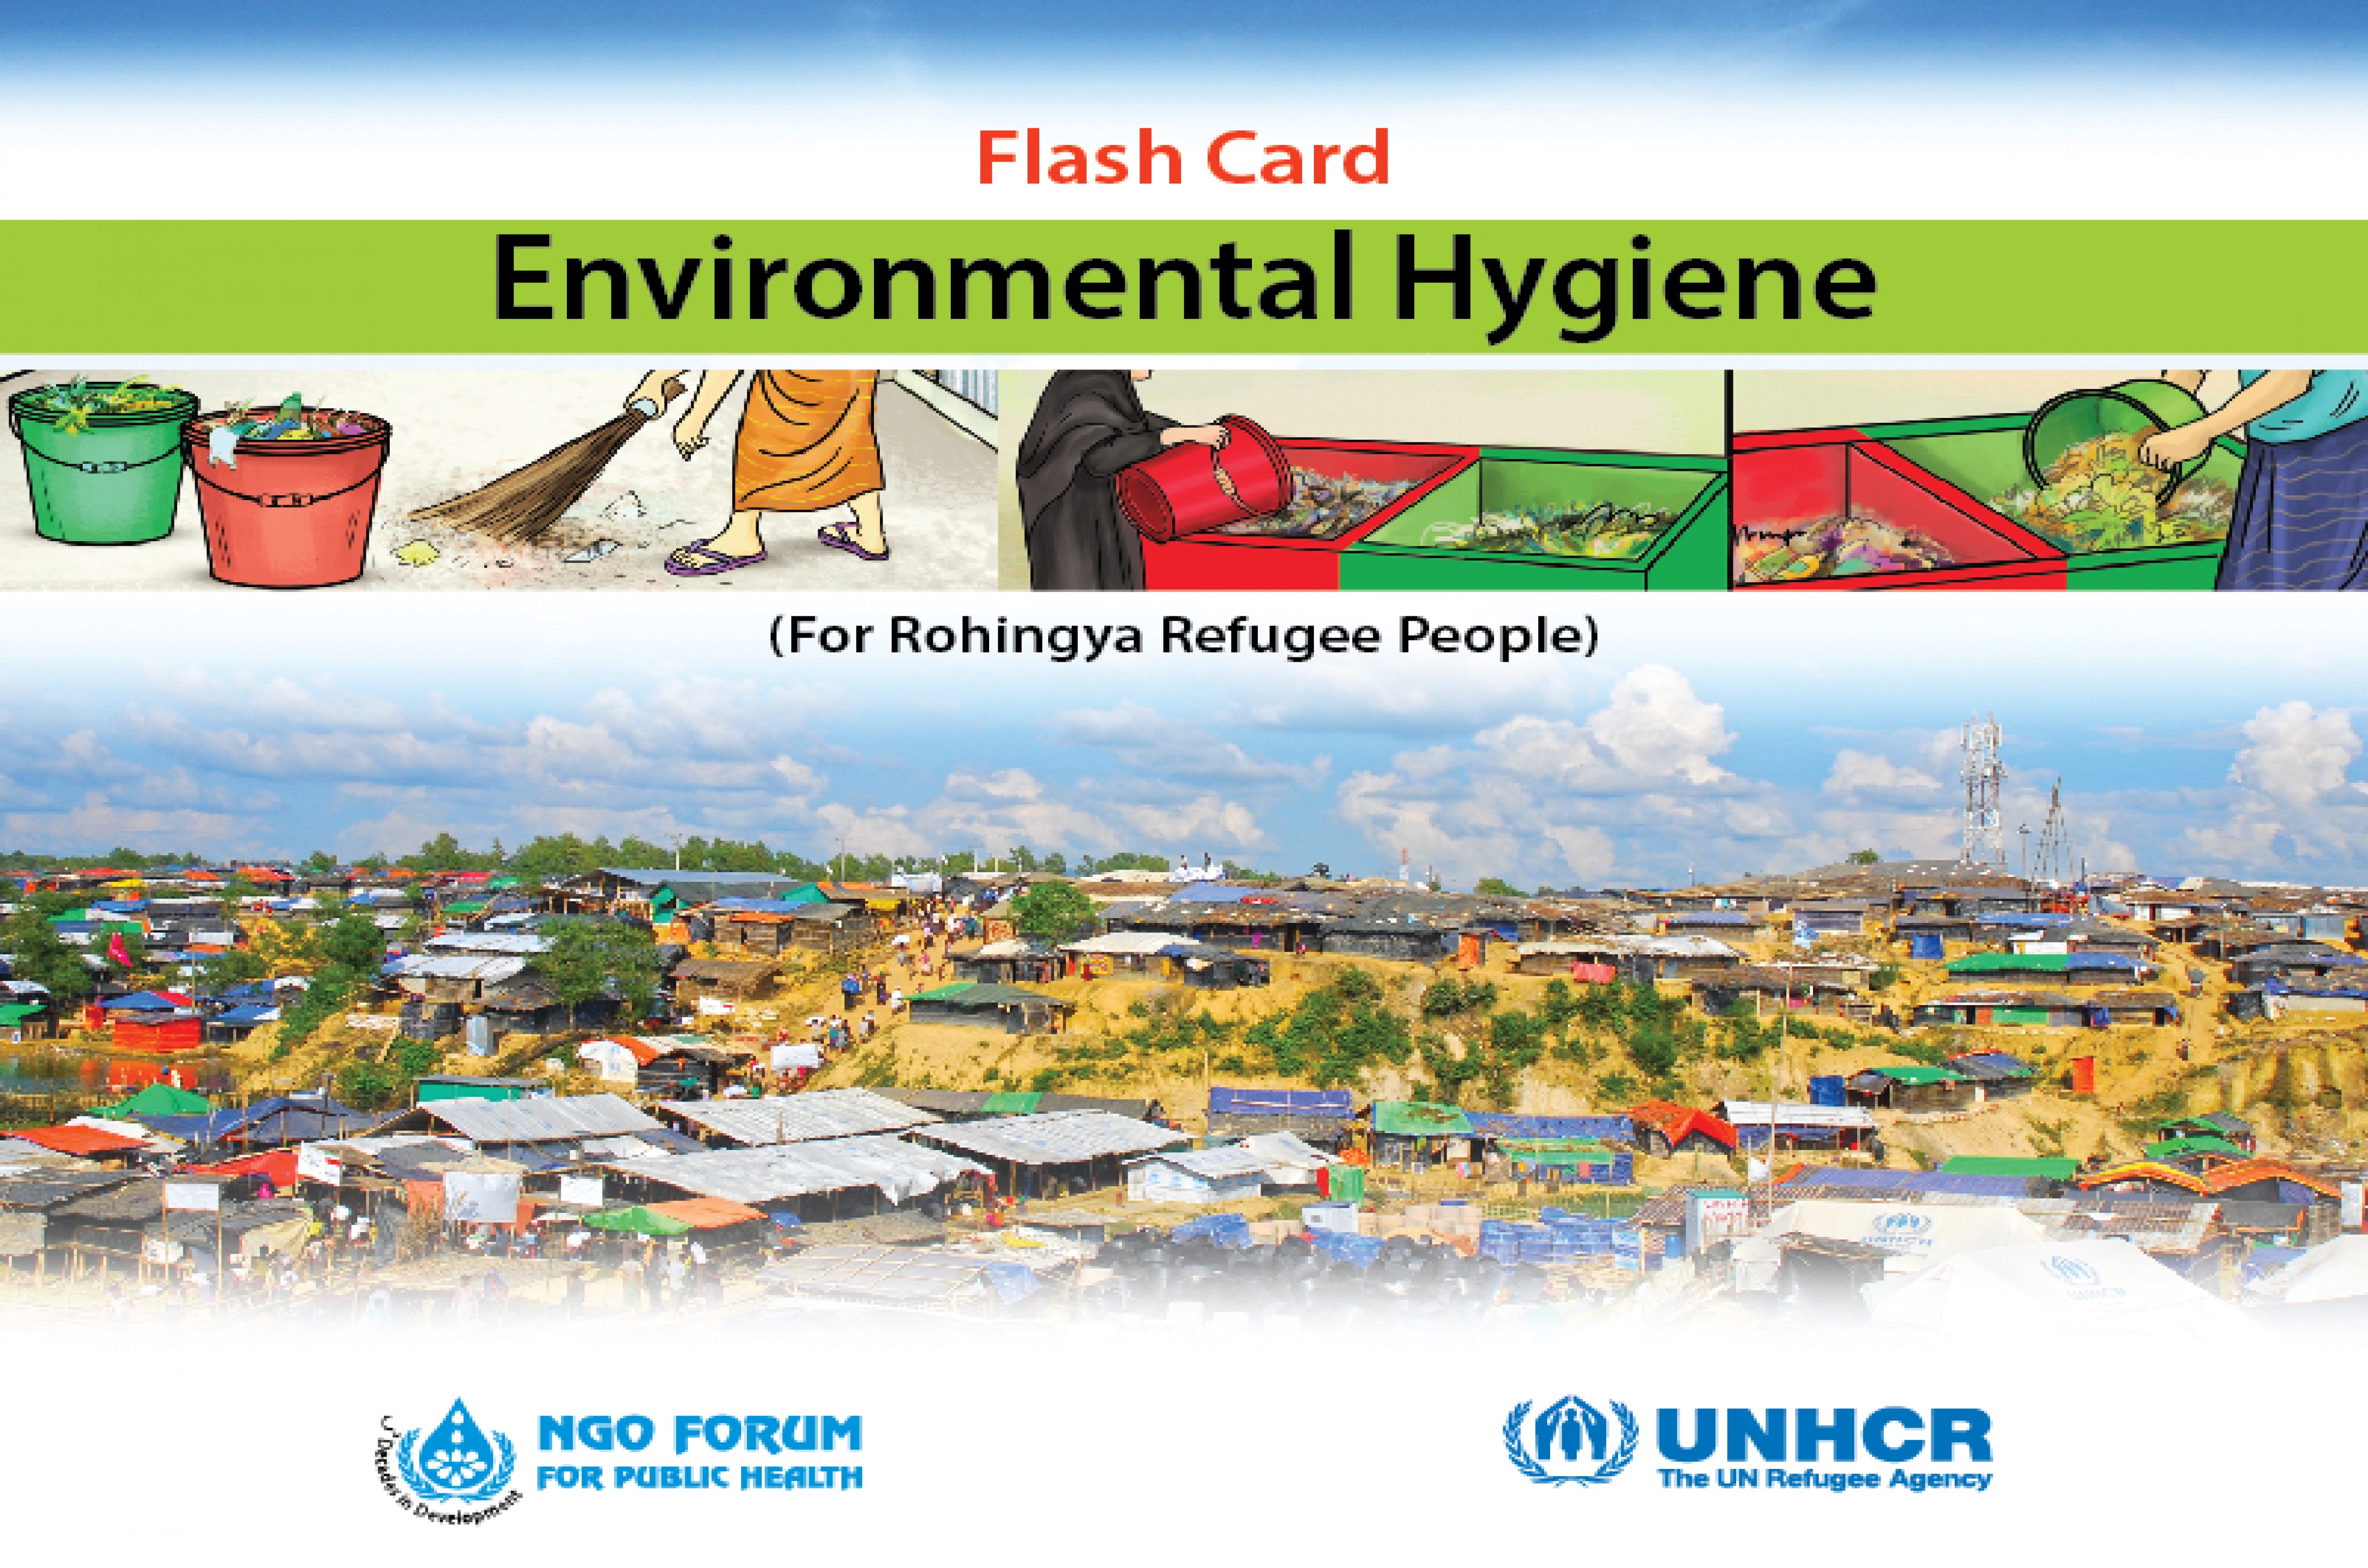 Flash Card
Environmental Hygiene
(For Rohingya Refugee People)
Decades in Development
NGO FORUM
FOR PUBLIC HEALTH
UNHCR
The UN Refugee Agency
UNHCR